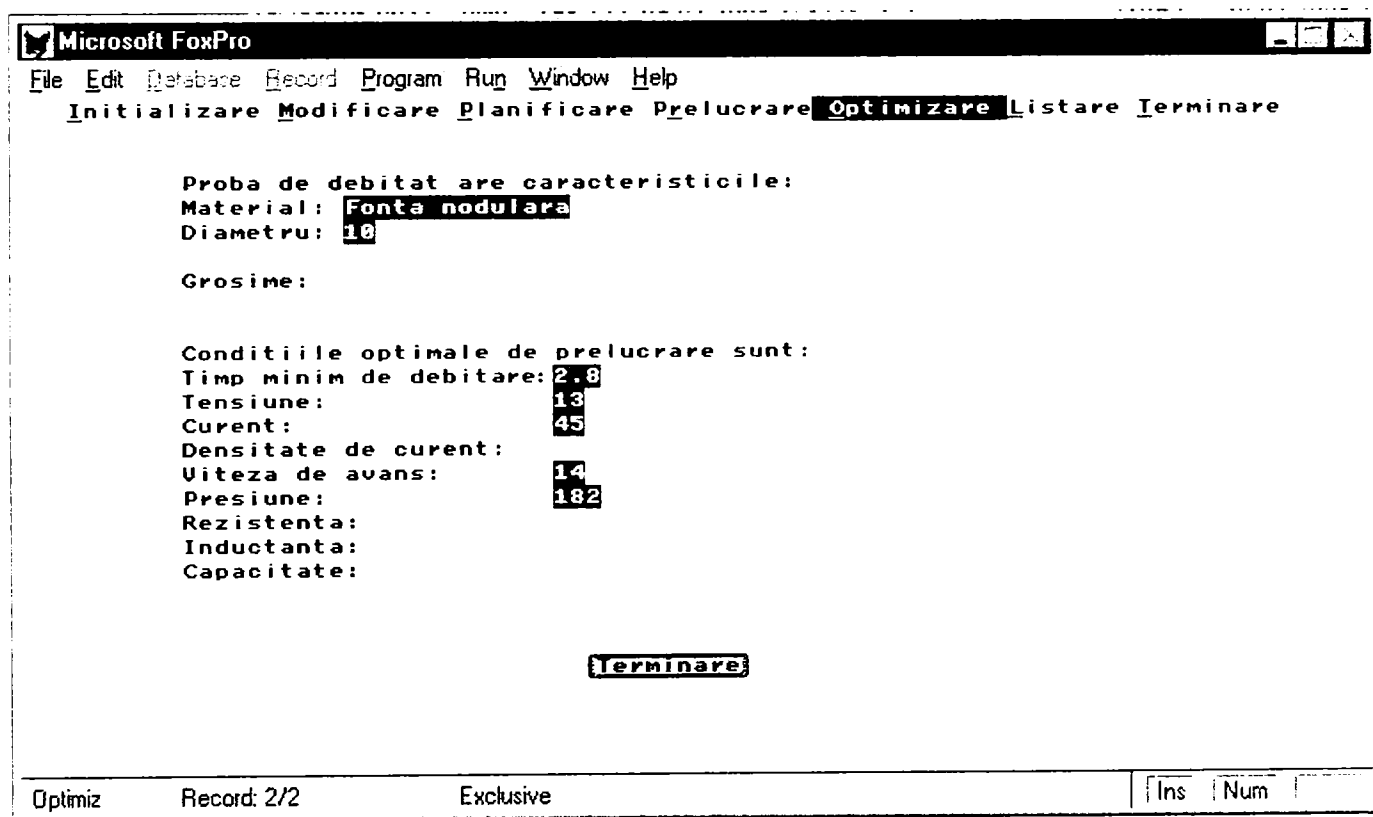 Microsoft FoxPro
File Edit Database Record Program Run Window Help
Initializare Modificare Planificare Prelucrare Optimizare Listare Terminare
Proba de debitat are caracteristicile:
Material: Fonta nodulara
Diametru: 10
Grosime:
Conditiile optimale de prelucrare sunt:
Timp minim de debitare: 2.8
Tensiune: 13
Curent: 45
Densitate de curent:
Viteza de avans: 14
Presiune: 182
Rezistenta:
Inductanta:
Capacitate:
Terminare
Optimiz Record: 2/2 Exclusive Ins Num